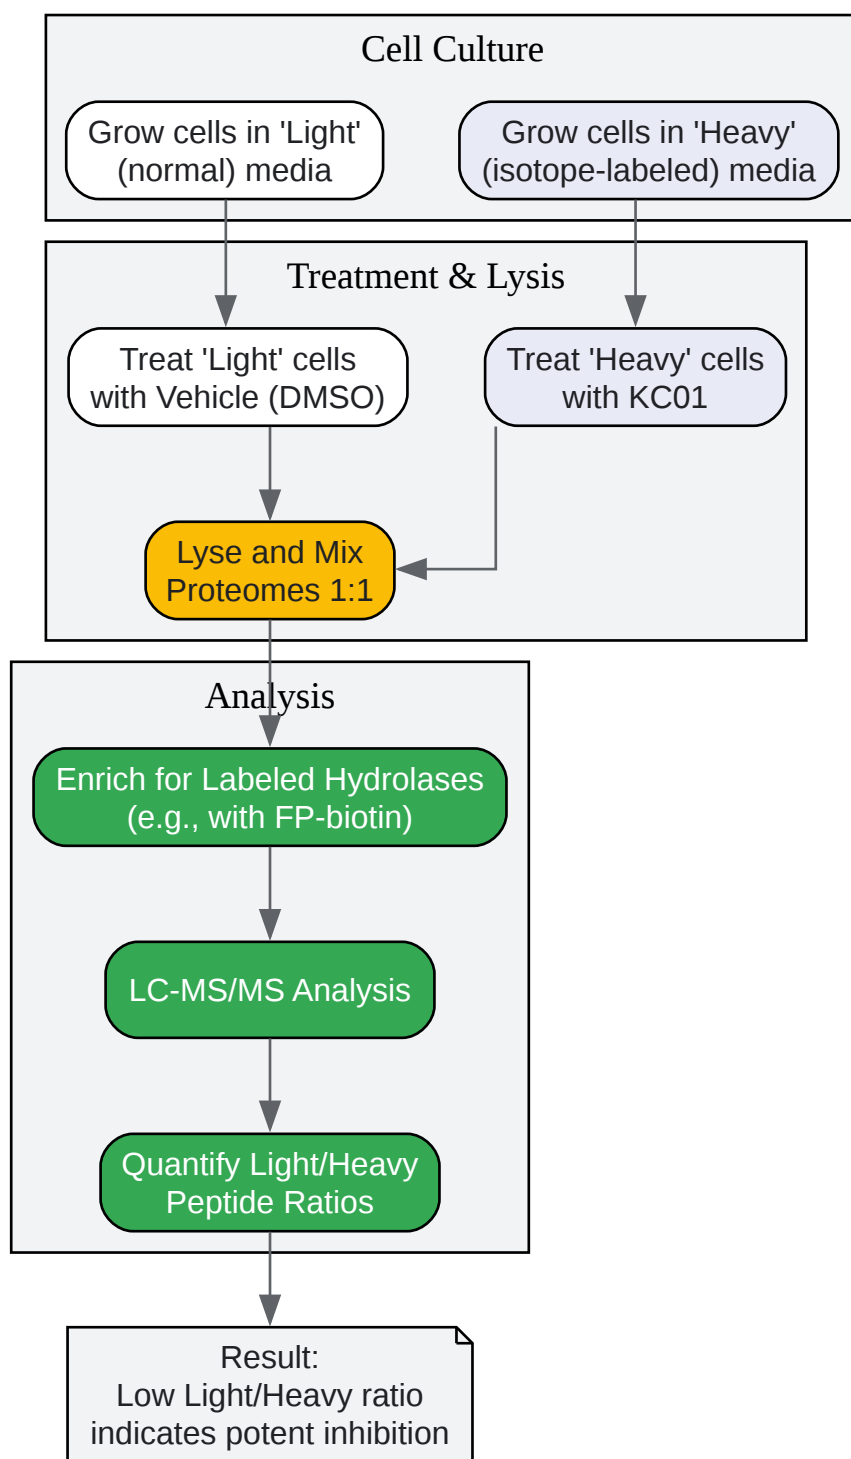 Cell Culture
Grow cells in 'Light'
(normal) media
Grow cells in 'Heavy'
(isotope-labeled) media
Treatment & Lysis
Treat 'Light' cells
with Vehicle (DMSO)
Treat 'Heavy' cells
with KC01
Lyse and Mix
Proteomes 1:1
Analysis
Enrich for Labeled Hydrolases
(e.g., with FP-biotin)
LC-MS/MS Analysis
Quantify Light/Heavy
Peptide Ratios
Result:
Low Light/Heavy ratio
indicates potent inhibition